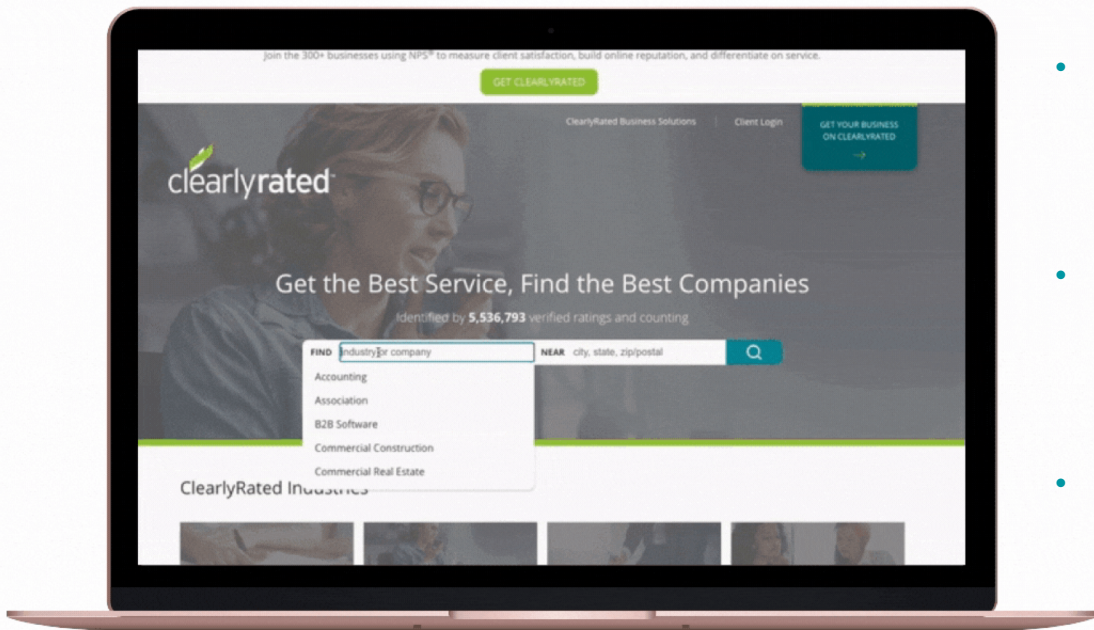 Join the 300+ businesses using NPS® to measure client satisfaction, build online reputation, and differentiate on service.
GET CLEARLYRATED
ClearlyRated Business Solutions | Client Login
GET YOUR BUSINESS
ON CLEARLYRATED
→
clearlyrated
Get the Best Service, Find the Best Companies
Identified by 5,536,793 verified ratings and counting
FIND industry or company NEAR city, state, zip/postal
Accounting
Association
B2B Software
Commercial Construction
Commercial Real Estate
ClearlyRated Industries